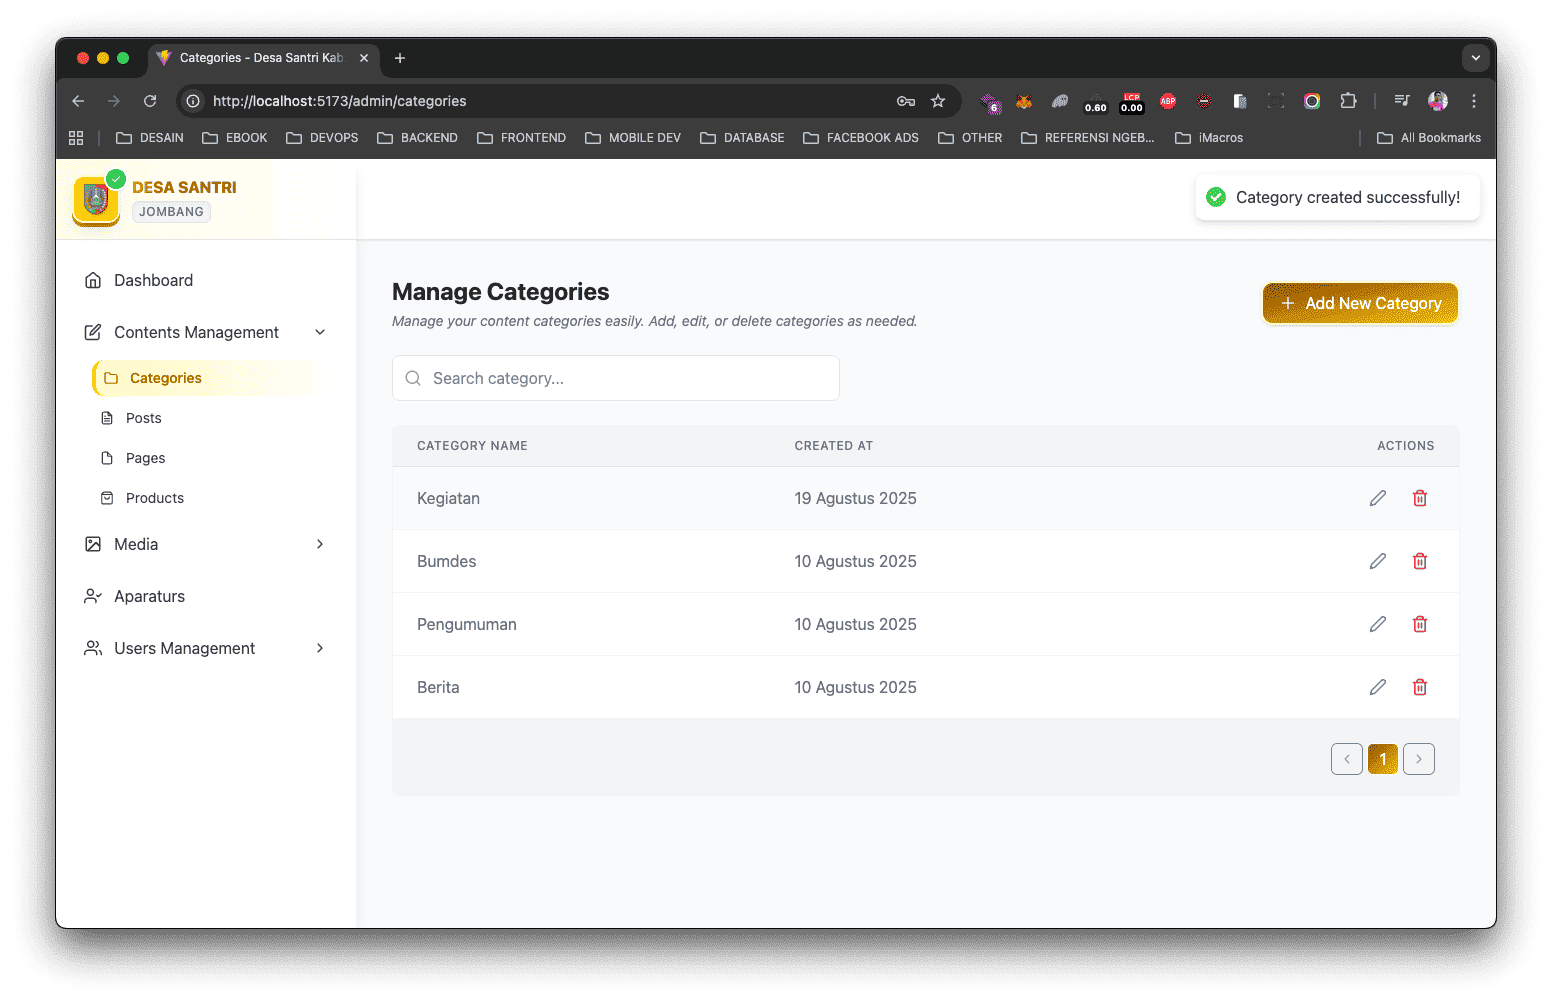 Categories - Desa Santri Kab
http://localhost:5173/admin/categories
6
0.60
LCP
0.00
ABP
DESAIN
EBOOK
DEVOPS
BACKEND
FRONTEND
MOBILE DEV
DATABASE
FACEBOOK ADS
OTHER
REFERENSI NGEB...
iMacros
All Bookmarks
DESA SANTRI
JOMBANG
Category created successfully!
Dashboard
Contents Management
Categories
Posts
Pages
Products
Media
Aparaturs
Users Management
Manage Categories
Manage your content categories easily. Add, edit, or delete categories as needed.
+ Add New Category
Search category...
CATEGORY NAME CREATED AT ACTIONS
Kegiatan 19 Agustus 2025
Bumdes 10 Agustus 2025
Pengumuman 10 Agustus 2025
Berita 10 Agustus 2025
1